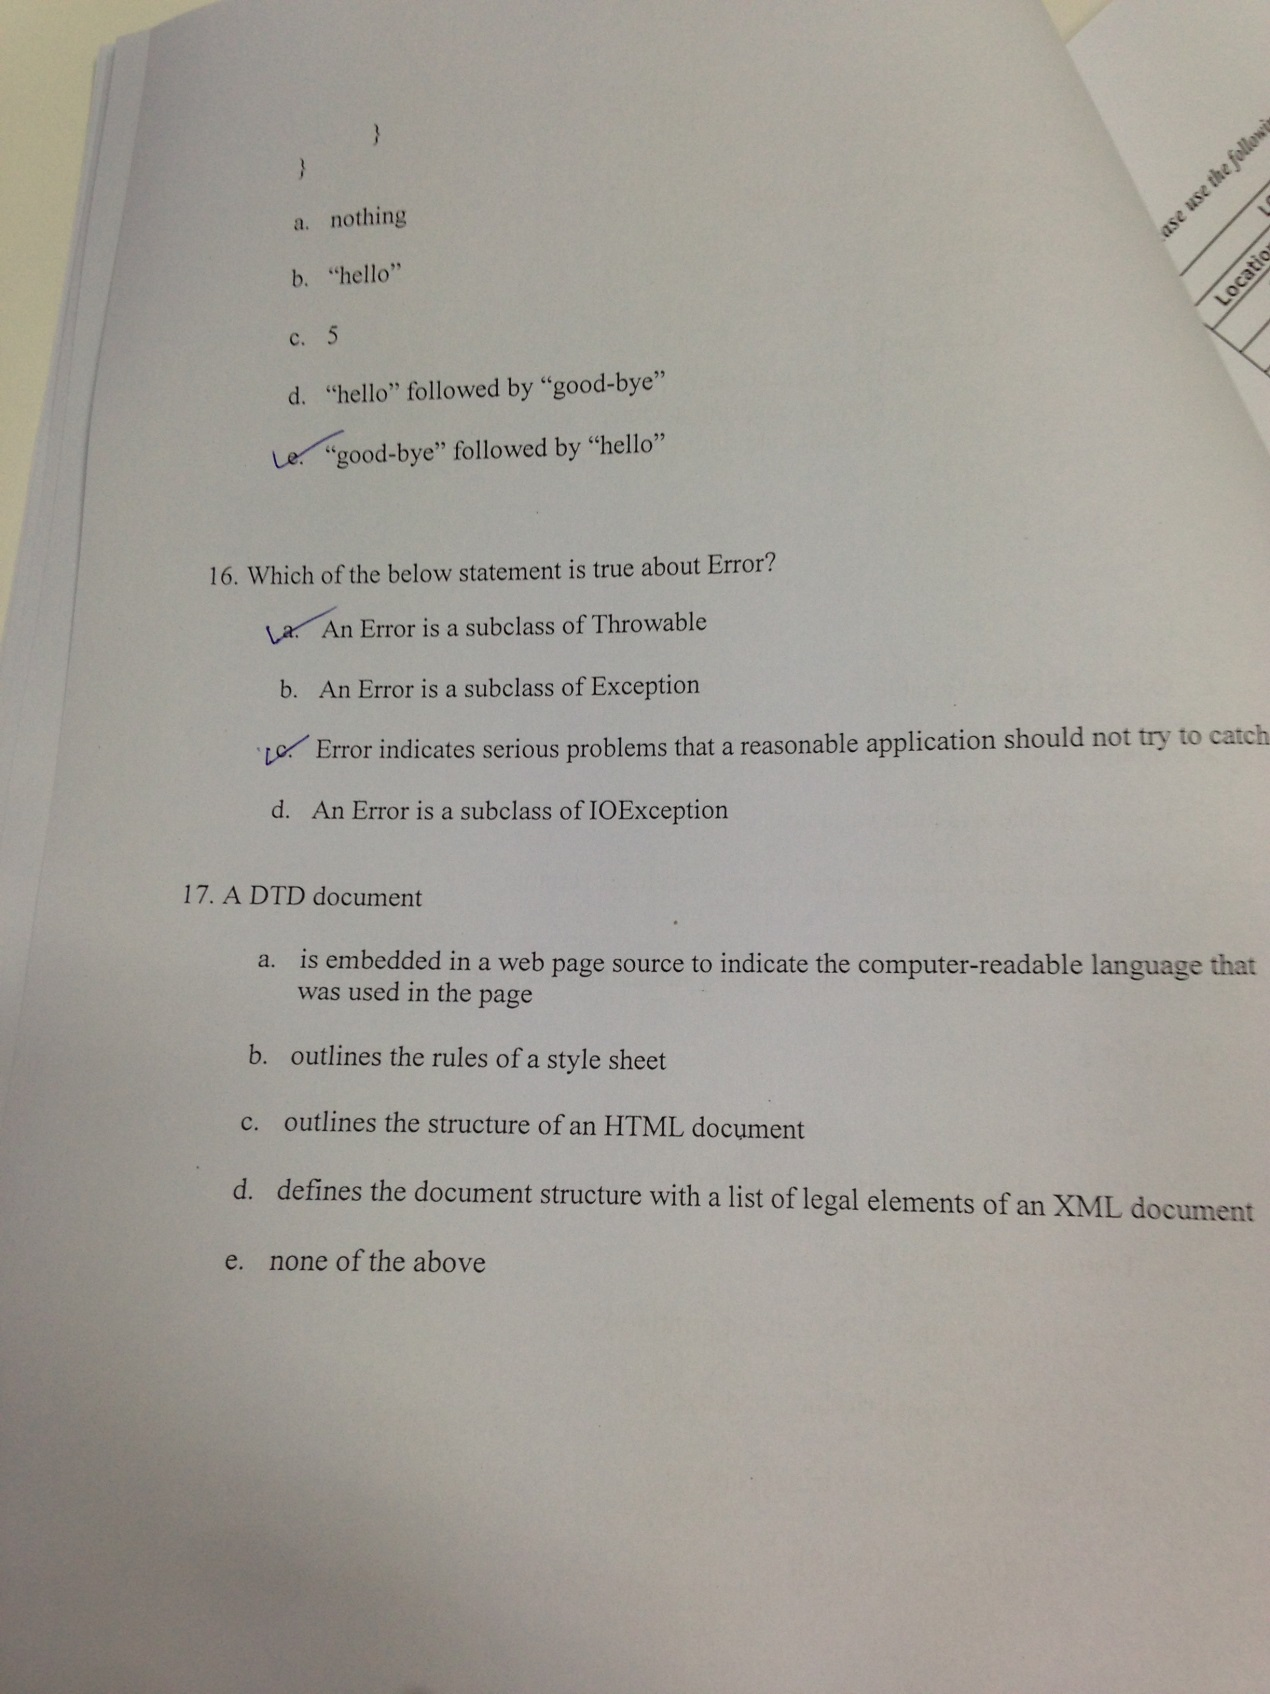 }
}
a. nothing
b. “hello”
c. 5
d. “hello” followed by “good-bye”
e. “good-bye” followed by “hello”
16. Which of the below statement is true about Error?
a. An Error is a subclass of Throwable
b. An Error is a subclass of Exception
c. Error indicates serious problems that a reasonable application should not try to catch
d. An Error is a subclass of IOException
17. A DTD document
a. is embedded in a web page source to indicate the computer-readable language that
was used in the page
b. outlines the rules of a style sheet
c. outlines the structure of an HTML document
d. defines the document structure with a list of legal elements of an XML document
e. none of the above
use the